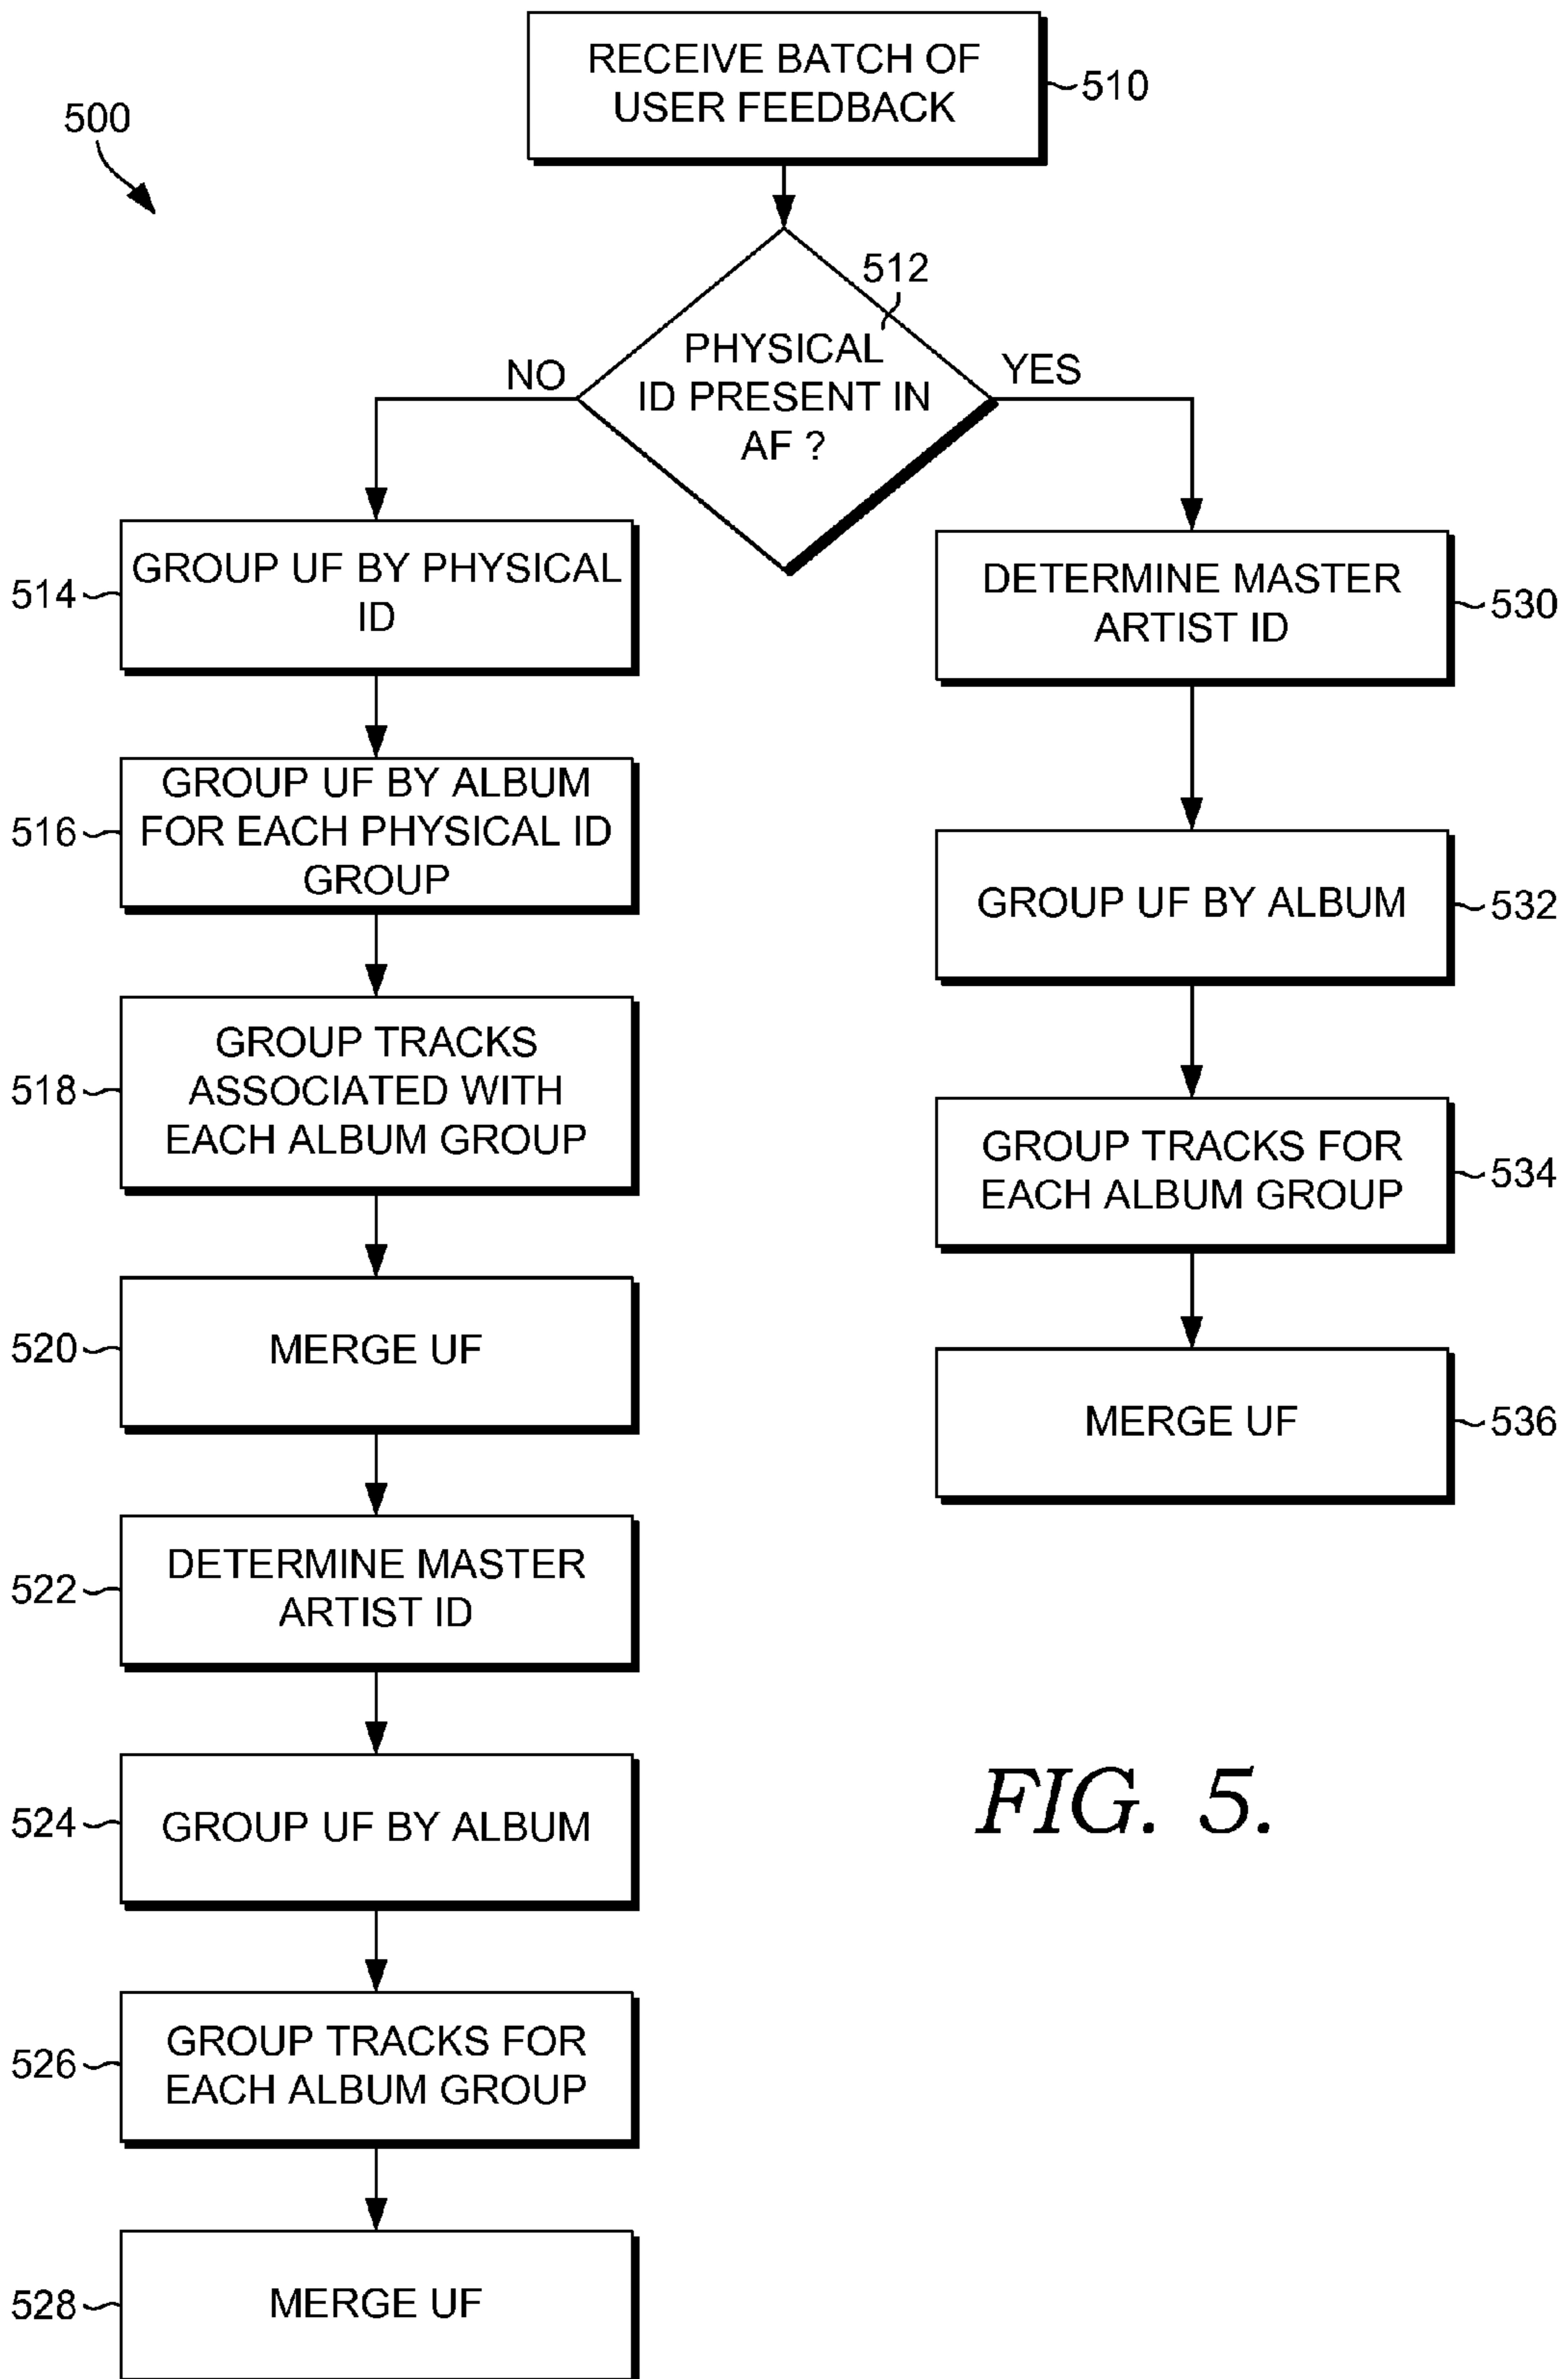 RECEIVE BATCH OF
USER FEEDBACK
510
500
512
PHYSICAL
ID PRESENT IN
AF ?
NO
YES
GROUP UF BY PHYSICAL
ID
514
GROUP UF BY ALBUM
FOR EACH PHYSICAL ID
GROUP
516
GROUP TRACKS
ASSOCIATED WITH
EACH ALBUM GROUP
518
MERGE UF
520
DETERMINE MASTER
ARTIST ID
522
GROUP UF BY ALBUM
524
GROUP TRACKS FOR
EACH ALBUM GROUP
526
MERGE UF
528
DETERMINE MASTER
ARTIST ID
530
GROUP UF BY ALBUM
532
GROUP TRACKS FOR
EACH ALBUM GROUP
534
MERGE UF
536
FIG. 5.